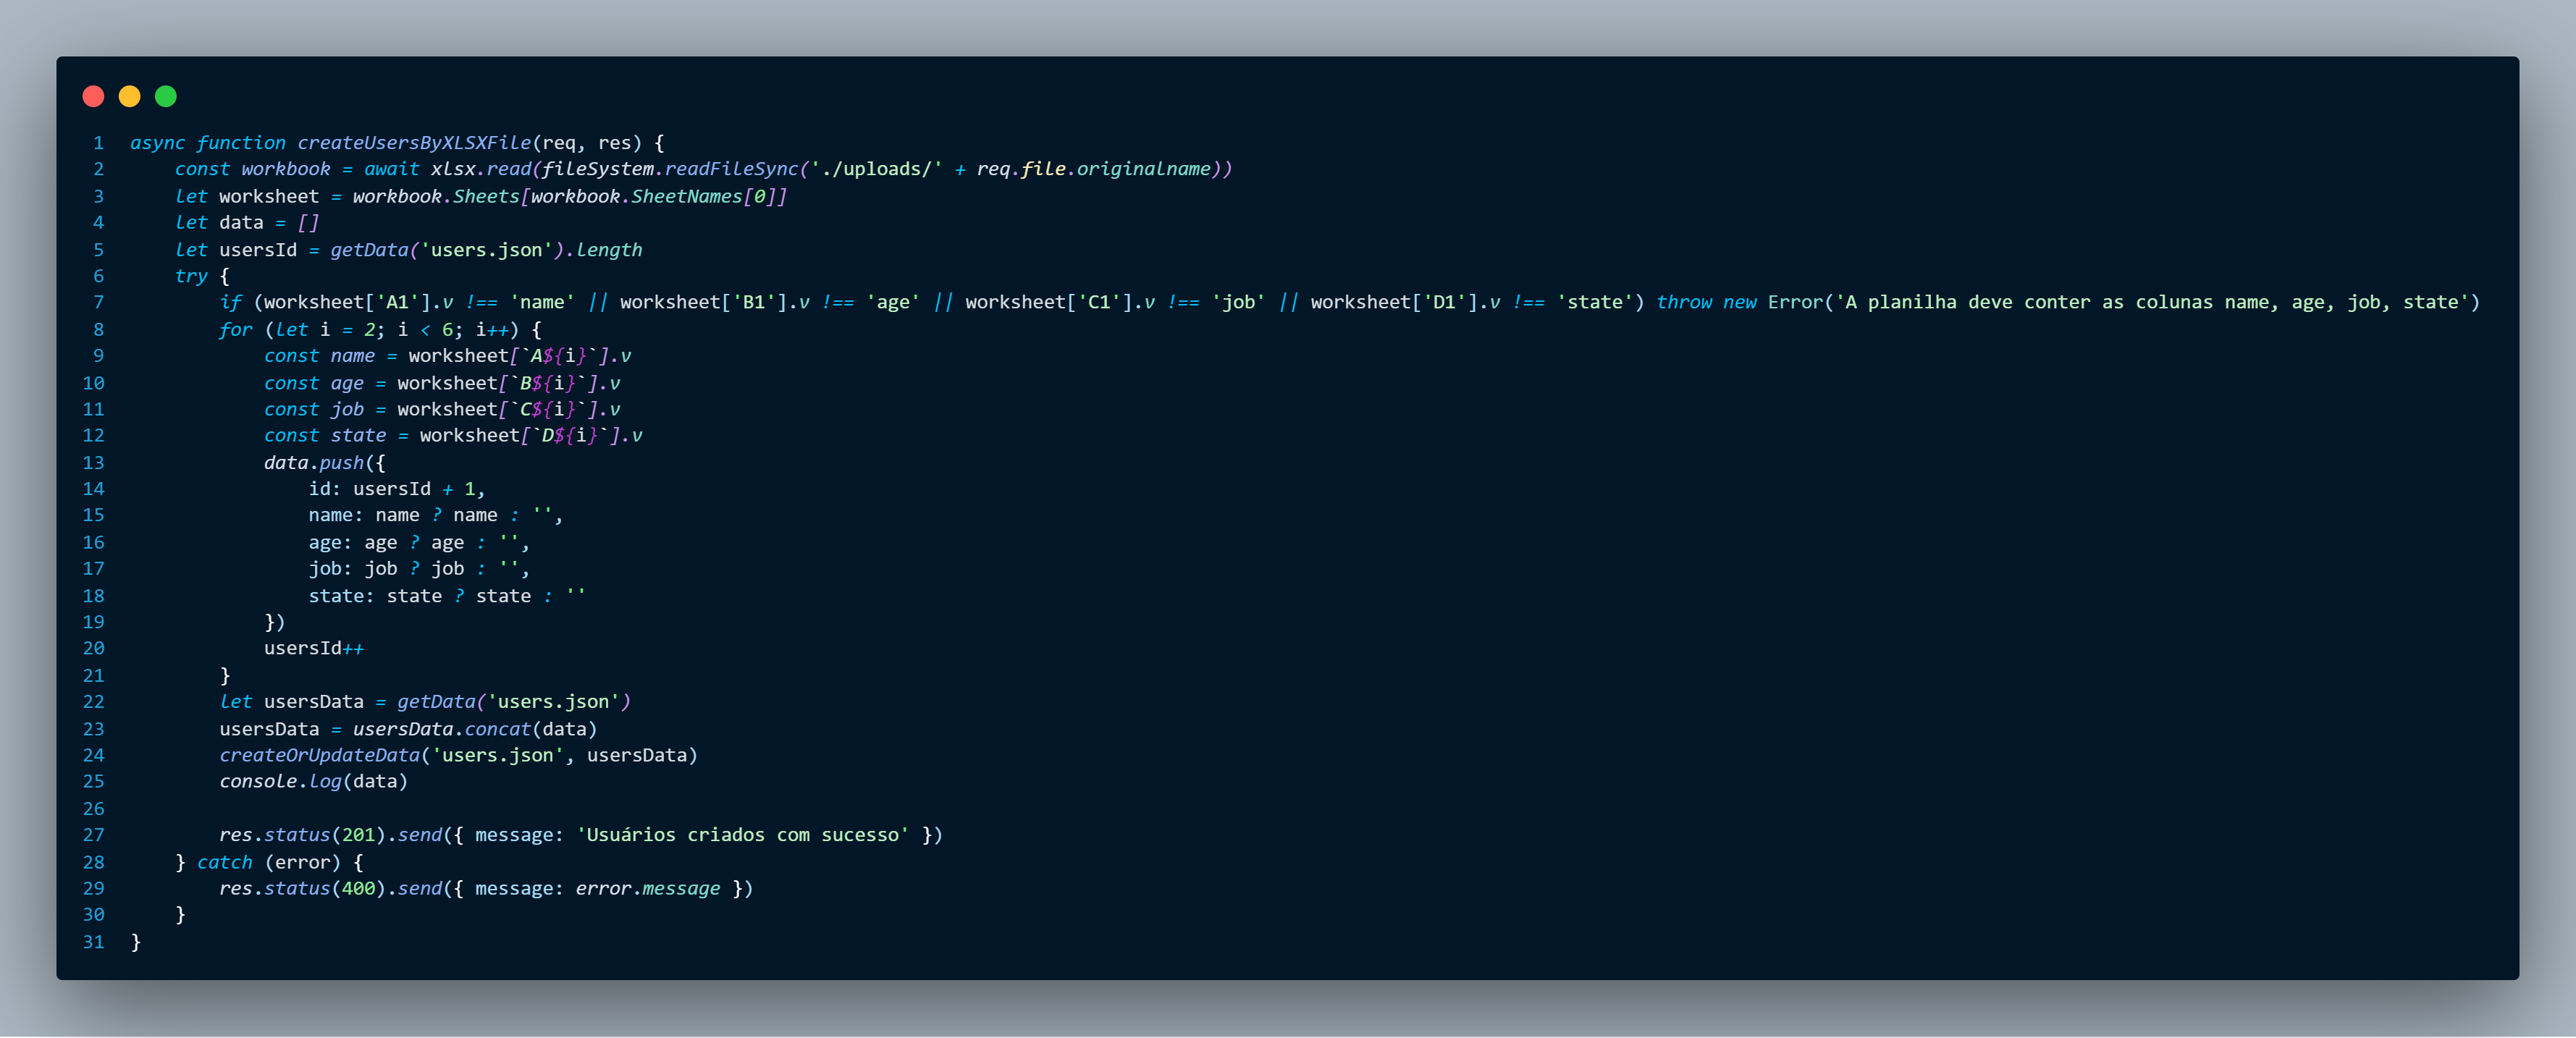 1 async function createUsersByXLSXFile(req, res) {
2     const workbook = await xlsx.read(fileSystem.readFileSync('./uploads/' + req.file.originalname))
3     let worksheet = workbook.Sheets[workbook.SheetNames[0]]
4     let data = []
5     let usersId = getData('users.json').length
6     try {
7         if (worksheet['A1'].v !== 'name' || worksheet['B1'].v !== 'age' || worksheet['C1'].v !== 'job' || worksheet['D1'].v !== 'state') throw new Error('A planilha deve conter as colunas name, age, job, state')
8         for (let i = 2; i < 6; i++) {
9             const name = worksheet[`A${i}`].v
10             const age = worksheet[`B${i}`].v
11             const job = worksheet[`C${i}`].v
12             const state = worksheet[`D${i}`].v
13             data.push({
14                 id: usersId + 1,
15                 name: name ? name : '',
16                 age: age ? age : '',
17                 job: job ? job : '',
18                 state: state ? state : ''
19             })
20             usersId++
21         }
22         let usersData = getData('users.json')
23         usersData = usersData.concat(data)
24         createOrUpdateData('users.json', usersData)
25         console.log(data)
26
27         res.status(201).send({ message: 'Usuários criados com sucesso' })
28     } catch (error) {
29         res.status(400).send({ message: error.message })
30     }
31 }